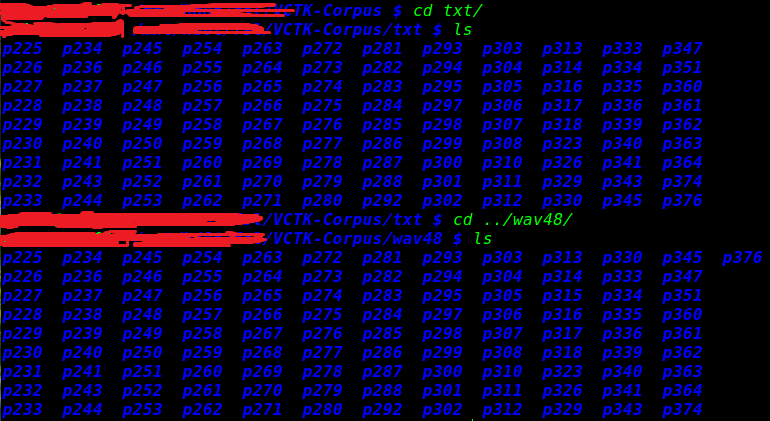 VCTK-Corpus $ cd txt/
VCTK-Corpus/txt $ ls
p225 p234 p245 p254 p263 p272 p281 p293 p303 p313 p333 p347
p226 p236 p246 p255 p264 p273 p282 p294 p304 p314 p334 p351
p227 p237 p247 p256 p265 p274 p283 p295 p305 p316 p335 p360
p228 p238 p248 p257 p266 p275 p284 p297 p306 p317 p336 p361
p229 p239 p249 p258 p267 p276 p285 p298 p307 p318 p339 p362
p230 p240 p250 p259 p268 p277 p286 p299 p308 p323 p340 p363
p231 p241 p251 p260 p269 p278 p287 p300 p310 p326 p341 p364
p232 p243 p252 p261 p270 p279 p288 p301 p311 p329 p343 p374
p233 p244 p253 p262 p271 p280 p292 p302 p312 p330 p345 p376
/VCTK-Corpus/txt $ cd ../wav48/
/VCTK-Corpus/wav48 $ ls
p225 p234 p245 p254 p263 p272 p281 p293 p303 p313 p330 p345 p376
p226 p236 p246 p255 p264 p273 p282 p294 p304 p314 p333 p347
p227 p237 p247 p256 p265 p274 p283 p295 p305 p315 p334 p351
p228 p238 p248 p257 p266 p275 p284 p297 p306 p316 p335 p360
p229 p239 p249 p258 p267 p276 p285 p298 p307 p317 p336 p361
p230 p240 p250 p259 p268 p277 p286 p299 p308 p318 p339 p362
p231 p241 p251 p260 p269 p278 p287 p300 p310 p323 p340 p363
p232 p243 p252 p261 p270 p279 p288 p301 p311 p326 p341 p364
p233 p244 p253 p262 p271 p280 p292 p302 p312 p329 p343 p374